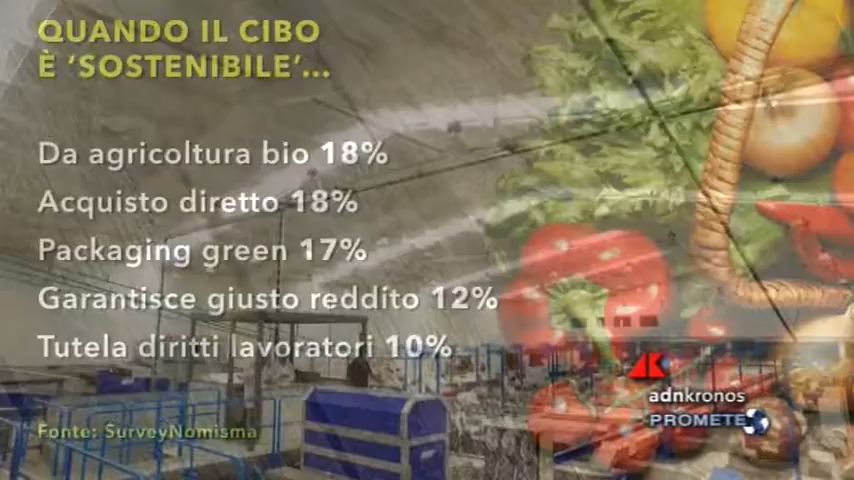 QUANDO IL CIBO
È ‘SOSTENIBILE’...
Da agricoltura bio 18%
Acquisto diretto 18%
Packaging green 17%
Garantisce giusto reddito 12%
Tutela diritti lavoratori 10%
adnkronos
PROMETEO
Fonte: SurveyNomisma